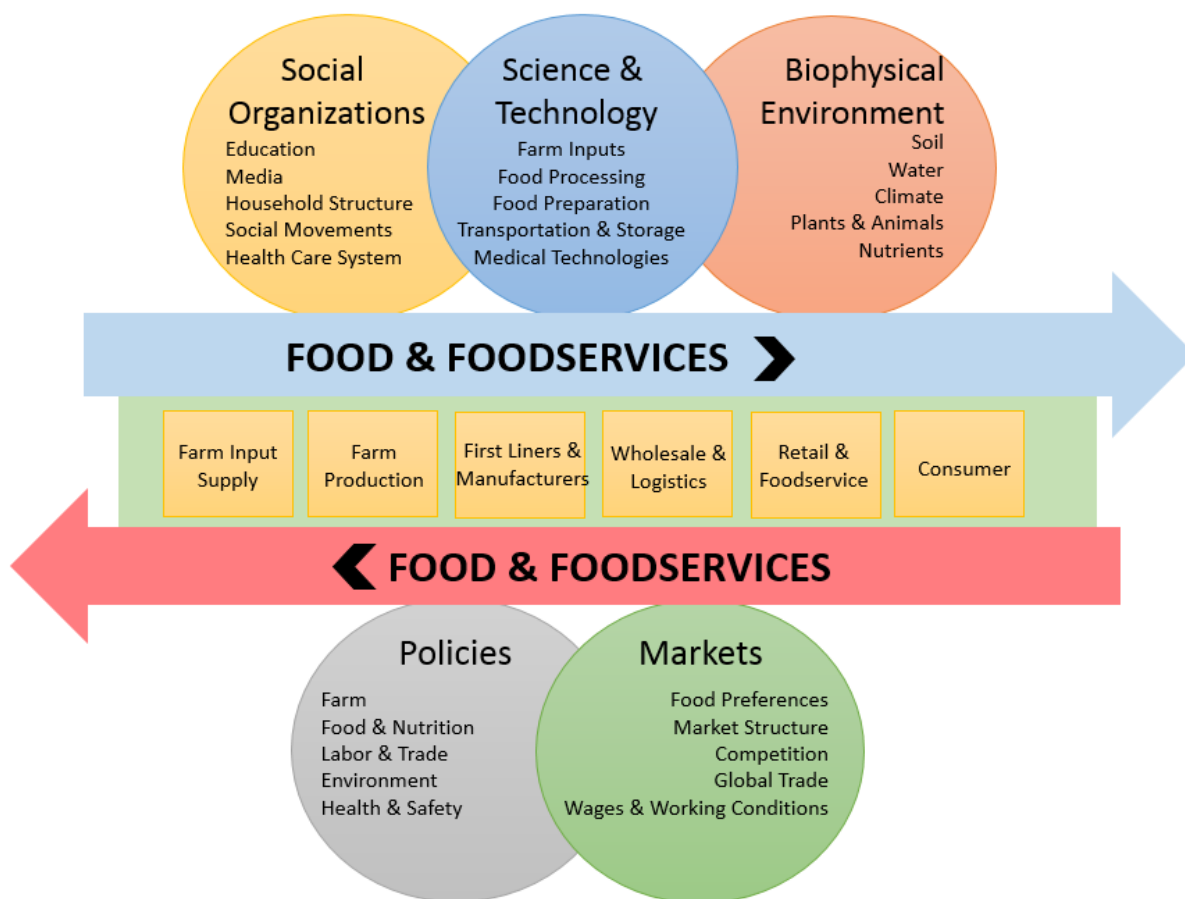 Social
Organizations
Education
Media
Household Structure
Social Movements
Health Care System
Science &
Technology
Farm Inputs
Food Processing
Food Preparation
Transportation & Storage
Medical Technologies
Biophysical
Environment
Soil
Water
Climate
Plants & Animals
Nutrients
FOOD & FOODSERVICES
Farm Input
Supply
Farm
Production
First Liners &
Manufacturers
Wholesale &
Logistics
Retail &
Foodservice
Consumer
FOOD & FOODSERVICES
Policies
Farm
Food & Nutrition
Labor & Trade
Environment
Health & Safety
Markets
Food Preferences
Market Structure
Competition
Global Trade
Wages & Working Conditions